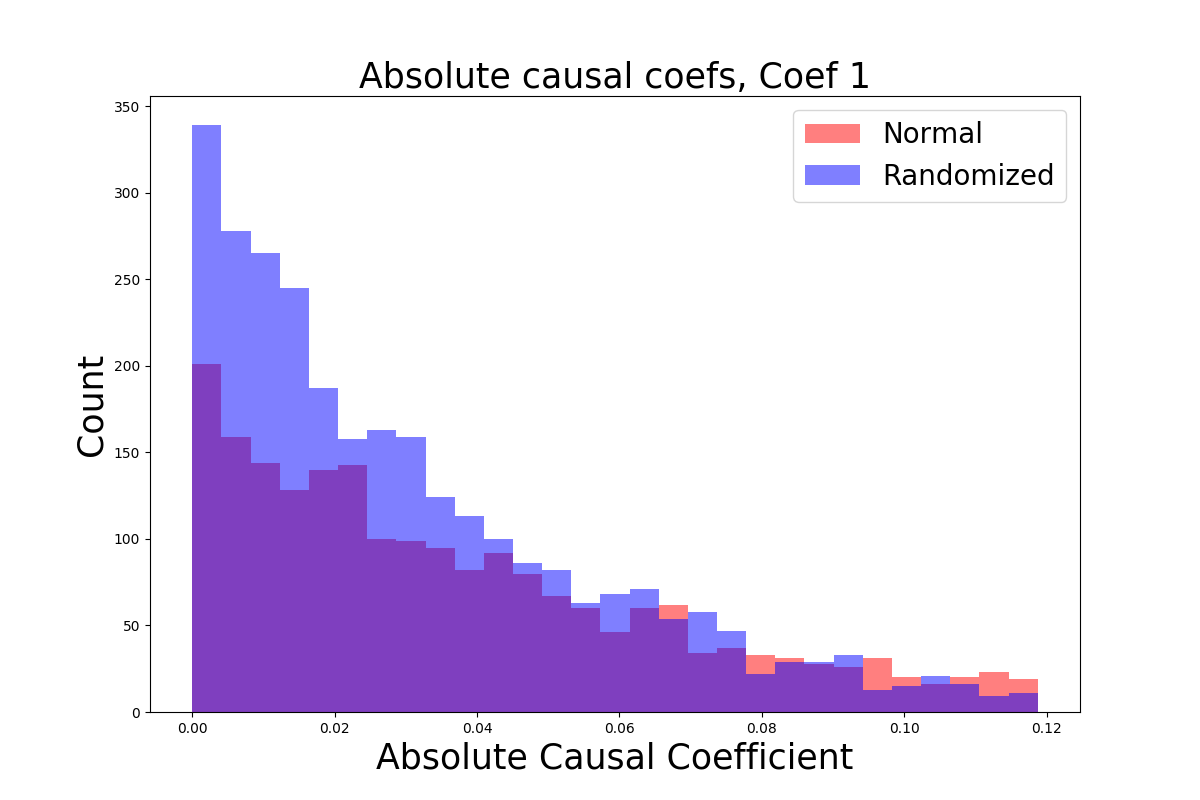 Absolute causal coefs, Coef 1
Normal
Randomized
Count
350
300
250
200
150
100
50
0
0.00 0.02 0.04 0.06 0.08 0.10 0.12
Absolute Causal Coefficient